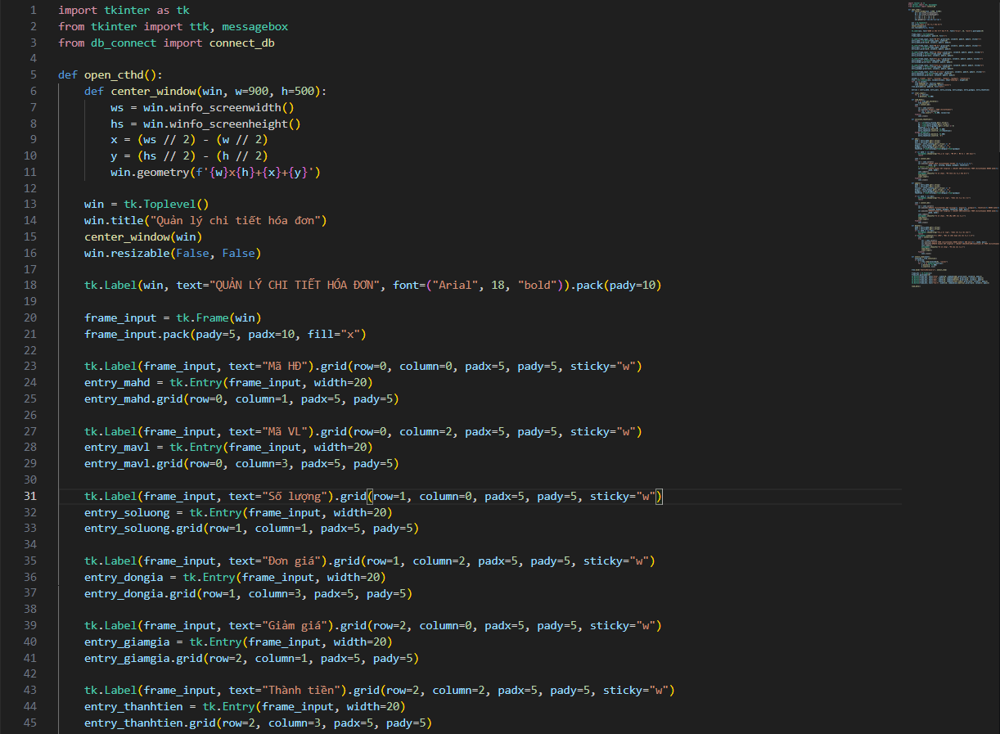 1 import tkinter as tk
2 from tkinter import ttk, messagebox
3 from db_connect import connect_db
4
5 def open_cthd():
6     def center_window(win, w=900, h=500):
7         ws = win.winfo_screenwidth()
8         hs = win.winfo_screenheight()
9         x = (ws // 2) - (w // 2)
10         y = (hs // 2) - (h // 2)
11         win.geometry(f'{w}x{h}+{x}+{y}')
12
13     win = tk.Toplevel()
14     win.title("Quản lý chi tiết hóa đơn")
15     center_window(win)
16     win.resizable(False, False)
17
18     tk.Label(win, text="QUẢN LÝ CHI TIẾT HÓA ĐƠN", font=("Arial", 18, "bold")).pack(pady=10)
19
20     frame_input = tk.Frame(win)
21     frame_input.pack(pady=5, padx=10, fill="x")
22
23     tk.Label(frame_input, text="Mã HĐ").grid(row=0, column=0, padx=5, pady=5, sticky="w")
24     entry_mahd = tk.Entry(frame_input, width=20)
25     entry_mahd.grid(row=0, column=1, padx=5, pady=5)
26
27     tk.Label(frame_input, text="Mã VL").grid(row=0, column=2, padx=5, pady=5, sticky="w")
28     entry_mavl = tk.Entry(frame_input, width=20)
29     entry_mavl.grid(row=0, column=3, padx=5, pady=5)
30
31     tk.Label(frame_input, text="Số lượng").grid(row=1, column=0, padx=5, pady=5, sticky="w")
32     entry_soluong = tk.Entry(frame_input, width=20)
33     entry_soluong.grid(row=1, column=1, padx=5, pady=5)
34
35     tk.Label(frame_input, text="Đơn giá").grid(row=1, column=2, padx=5, pady=5, sticky="w")
36     entry_dongia = tk.Entry(frame_input, width=20)
37     entry_dongia.grid(row=1, column=3, padx=5, pady=5)
38
39     tk.Label(frame_input, text="Giảm giá").grid(row=2, column=0, padx=5, pady=5, sticky="w")
40     entry_giamgia = tk.Entry(frame_input, width=20)
41     entry_giamgia.grid(row=2, column=1, padx=5, pady=5)
42
43     tk.Label(frame_input, text="Thành tiền").grid(row=2, column=2, padx=5, pady=5, sticky="w")
44     entry_thanhtien = tk.Entry(frame_input, width=20)
45     entry_thanhtien.grid(row=2, column=3, padx=5, pady=5)